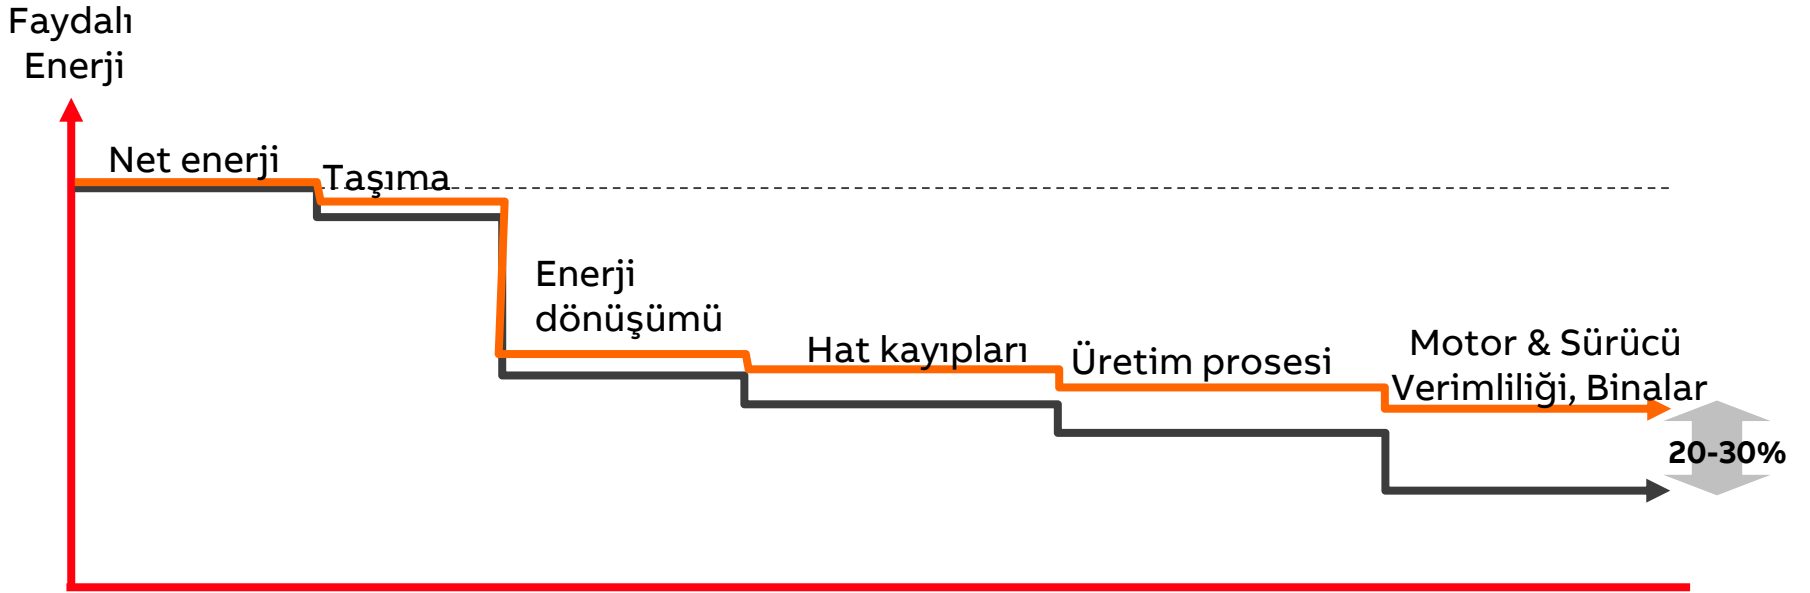 Faydalı
Enerji
Net enerji
Taşıma
Enerji
dönüşümü
Hat kayıpları
Üretim prosesi
Motor & Sürücü
Verimliliği, Binalar
20-30%